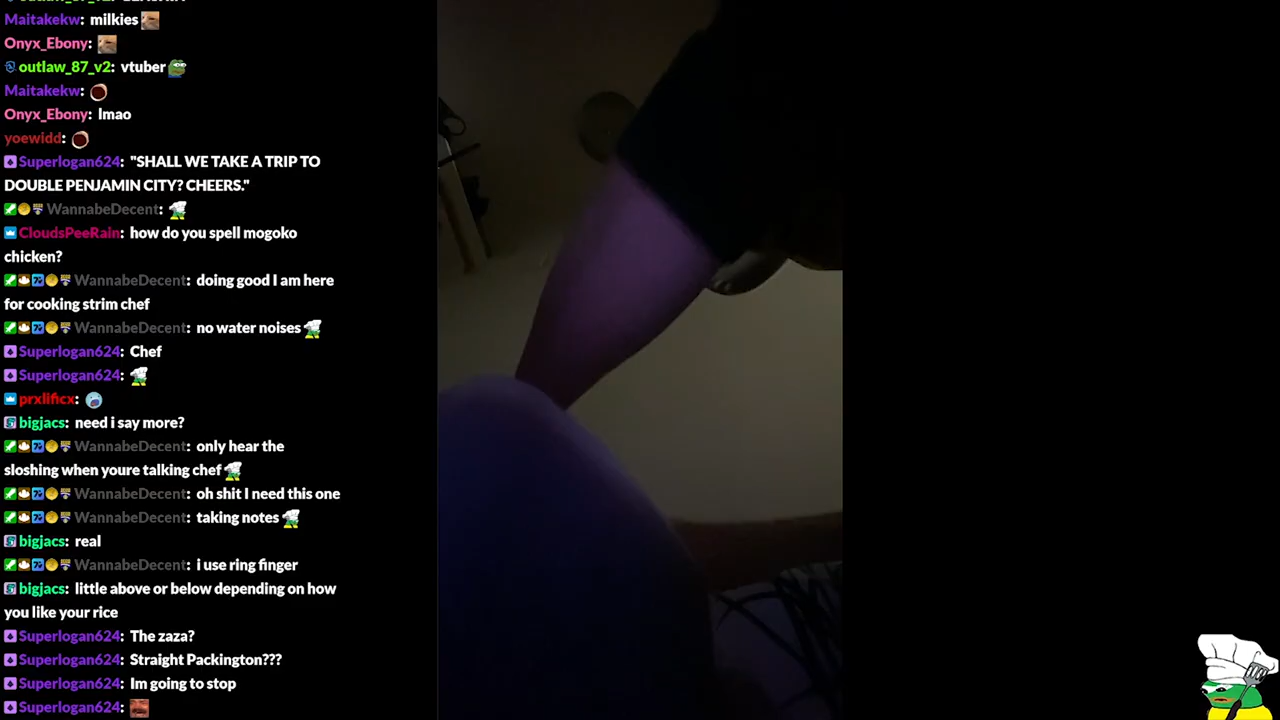 Maitakekw: milkies
Onyx_Ebony:
outlaw_87_v2: vtuber
Maitakekw:
Onyx_Ebony: lmao
yoewidd:
Superlogan624: "SHALL WE TAKE A TRIP TO
DOUBLE PENJAMIN CITY? CHEERS."
WannabeDecent:
CloudsPeeRain: how do you spell mogoko
chicken?
WannabeDecent: doing good I am here
for cooking strim chef
WannabeDecent: no water noises
Superlogan624: Chef
Superlogan624:
prxlificx:
bigjacs: need i say more?
WannabeDecent: only hear the
sloshing when youre talking chef
WannabeDecent: oh shit I need this one
WannabeDecent: taking notes
bigjacs: real
WannabeDecent: i use ring finger
bigjacs: little above or below depending on how
you like your rice
Superlogan624: The zaza?
Superlogan624: Straight Packington???
Superlogan624: Im going to stop
Superlogan624: